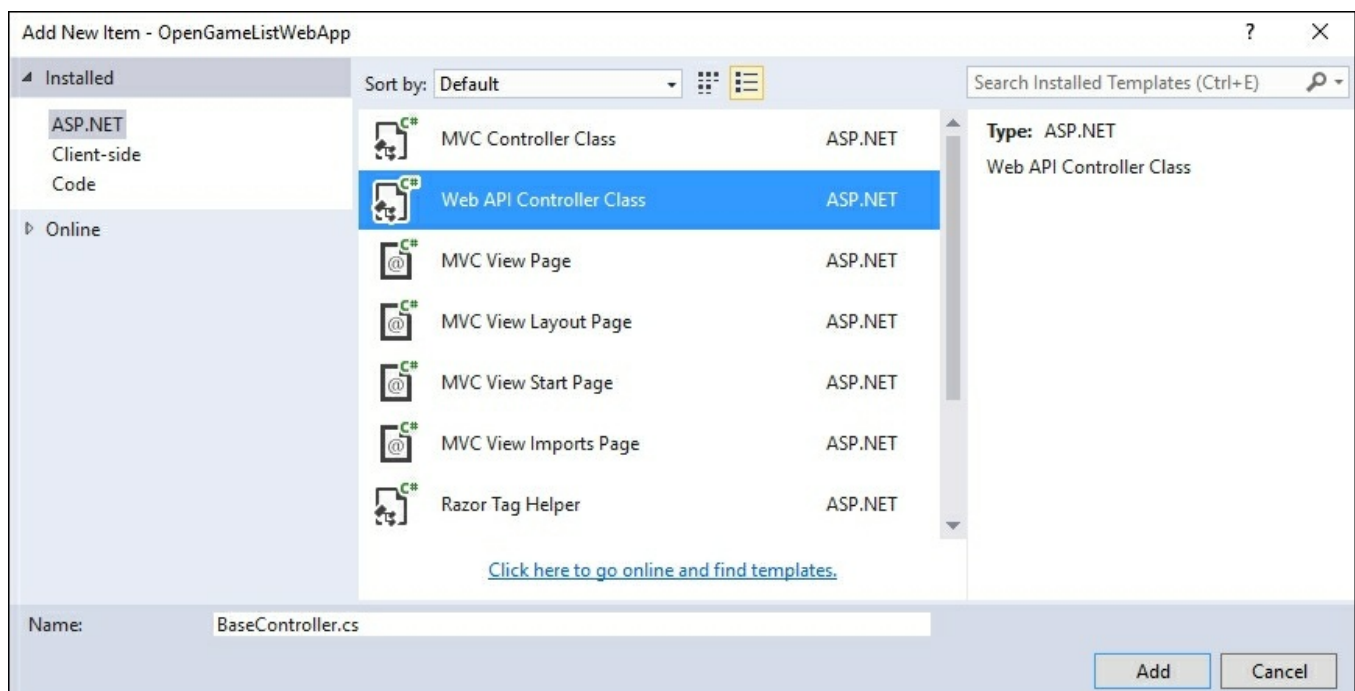 Add New Item - OpenGameListWebApp
?
Installed
Sort by: Default
Search Installed Templates (Ctrl+E)
ASP.NET
Client-side
Code
Online
C# MVC Controller Class ASP.NET
C# Web API Controller Class ASP.NET
C# @ MVC View Page ASP.NET
C# @ MVC View Layout Page ASP.NET
C# @ MVC View Start Page ASP.NET
C# @ MVC View Imports Page ASP.NET
C# Razor Tag Helper ASP.NET
Click here to go online and find templates.
Type: ASP.NET
Web API Controller Class
Name: BaseController.cs
Add
Cancel